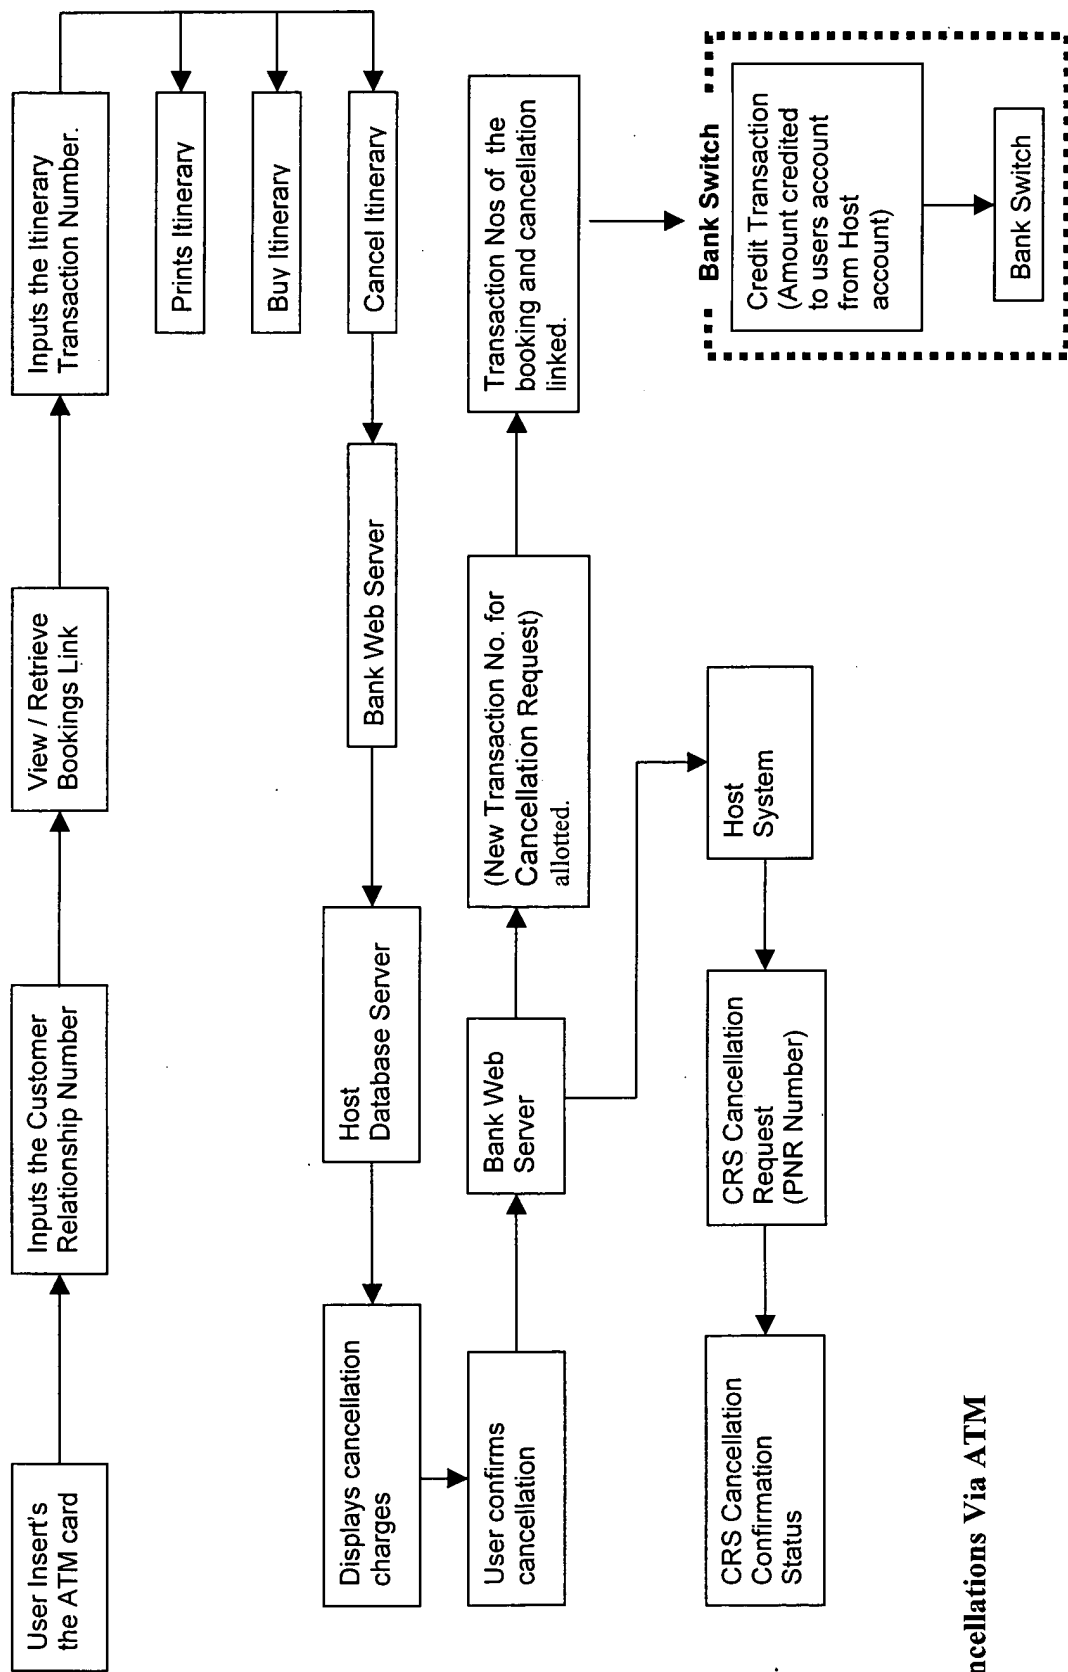 User Insert's
the ATM card
Inputs the Customer
Relationship Number
View / Retrieve
Bookings Link
Inputs the Itinerary
Transaction Number.
Prints Itinerary
Buy Itinerary
Cancel Itinerary
Bank Web Server
Host
Database Server
Displays cancellation
charges
User confirms
cancellation
Bank Web
Server
(New Transaction No. for
Cancellation Request)
allotted.
Transaction Nos of the
booking and cancellation
linked.
Bank Switch
Credit Transaction
(Amount credited
to users account
from Host
account)
Bank Switch
Host
System
CRS Cancellation
Request
(PNR Number)
CRS Cancellation
Confirmation
Status
ncellations Via ATM